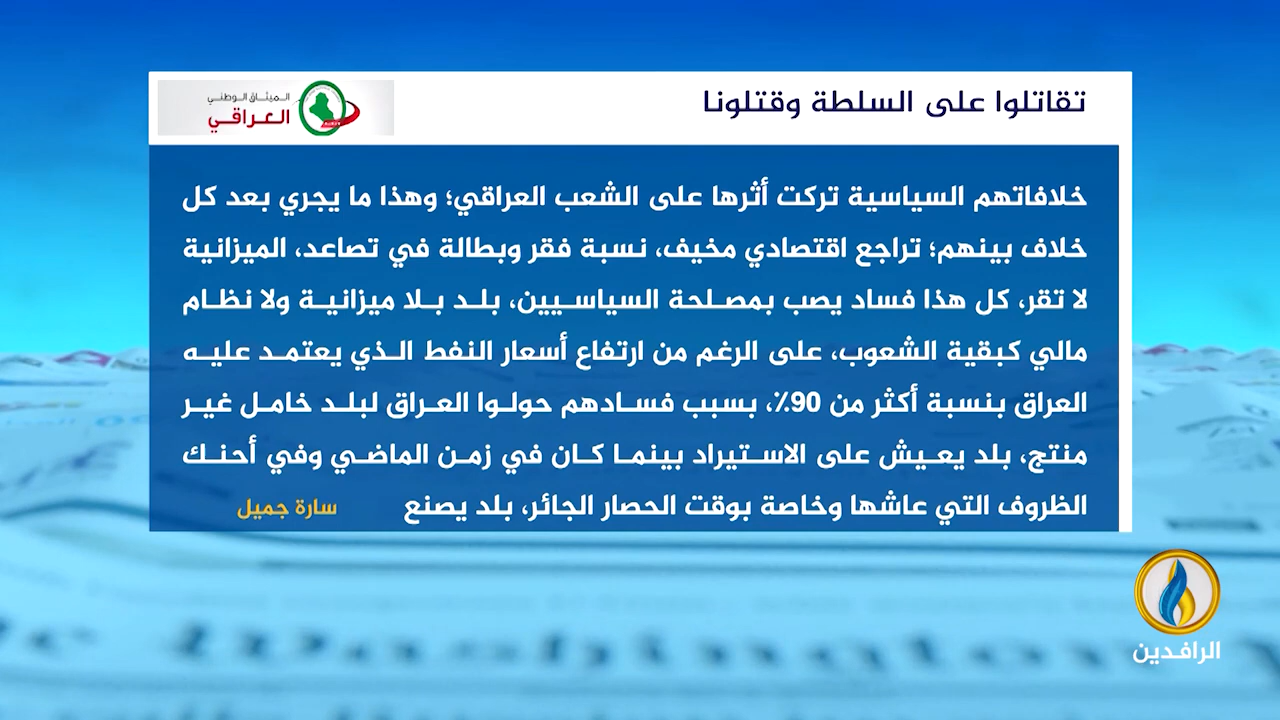 تقاتلوا على السلطة وقتلونا
الميثاق الوطني
العراقي
خلافاتهم السياسية تركت أثرها على الشعب العراقي؛ وهذا ما يجري بعد كل
خلاف بينهم؛ تراجع اقتصادي مخيف، نسبة فقر وبطالة في تصاعد، الميزانية
لا تقر، كل هذا فساد يصب بمصلحة السياسيين، بلد بلا ميزانية ولا نظام
مالي كبقية الشعوب، على الرغم من ارتفاع أسعار النفط الذي يعتمد عليه
العراق بنسبة أكثر من 90٪، بسبب فسادهم حولوا العراق لبلد خامل غير
منتج، بلد يعيش على الاستيراد بينما كان في زمن الماضي وفي أحنك
الظروف التي عاشها وخاصة بوقت الحصار الجائر، بلد يصنع
سارة جميل
الرافدين